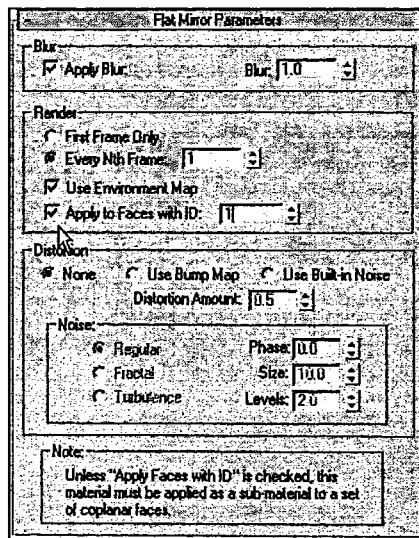 Flat Mirror Parameters
Blur:
Apply Blur: Blur: 1.0
Render:
First Frame Only
Every Nth Frame: 1
Use Environment Map
Apply to Faces with ID: 1
Distortion
None Use Bump Map Use Built-in Noise
Distortion Amount: 0.5
Noise:
Regular Phase: 0.0
Fractal Size: 10.0
Turbulence Levels: 2.0
Note:
Unless "Apply Faces with ID" is checked, this
material must be applied as a sub-material to a set
of coplanar faces.